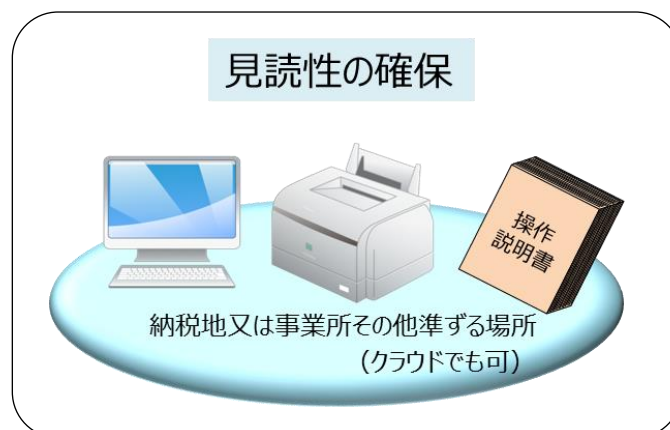 見読性の確保
操作
説明書
納税地又は事業所その他準ずる場所
（クラウドでも可）